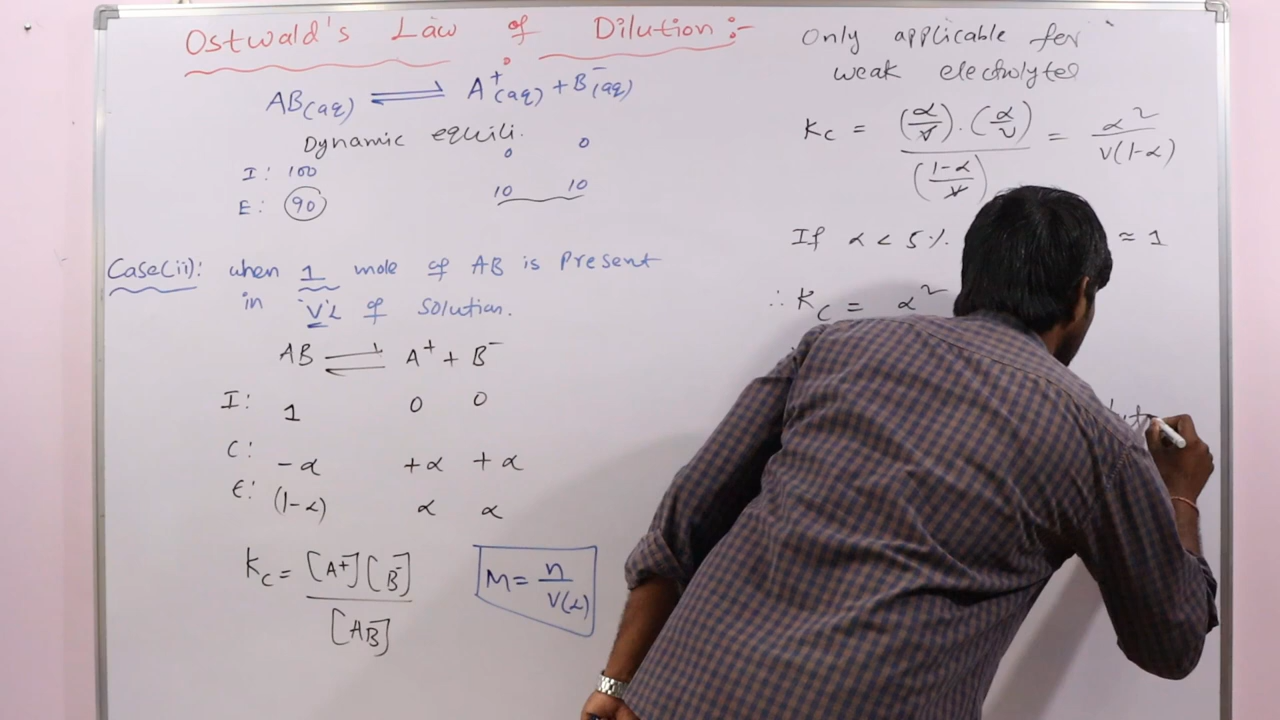 Ostwald's Law of Dilution :-
AB(aq) ⇌ A⁺(aq) + B⁻(aq)
Dynamic equili.
0 0
I: 100
E: 90 10 10
Case(ii): when 1 mole of AB is present
in 'V'L of solution.
AB ⇌ A⁺ + B⁻
I: 1 0 0
C: -α +α +α
E: (1-α) α α
Kc = [A⁺][B⁻] / [AB]
M = n / V(L)
Only applicable for
weak electrolytes
Kc = (α/V).(α/V) / (1-α/V) = α² / V(1-α)
If α < 5%. ≈ 1
∴ Kc = α²